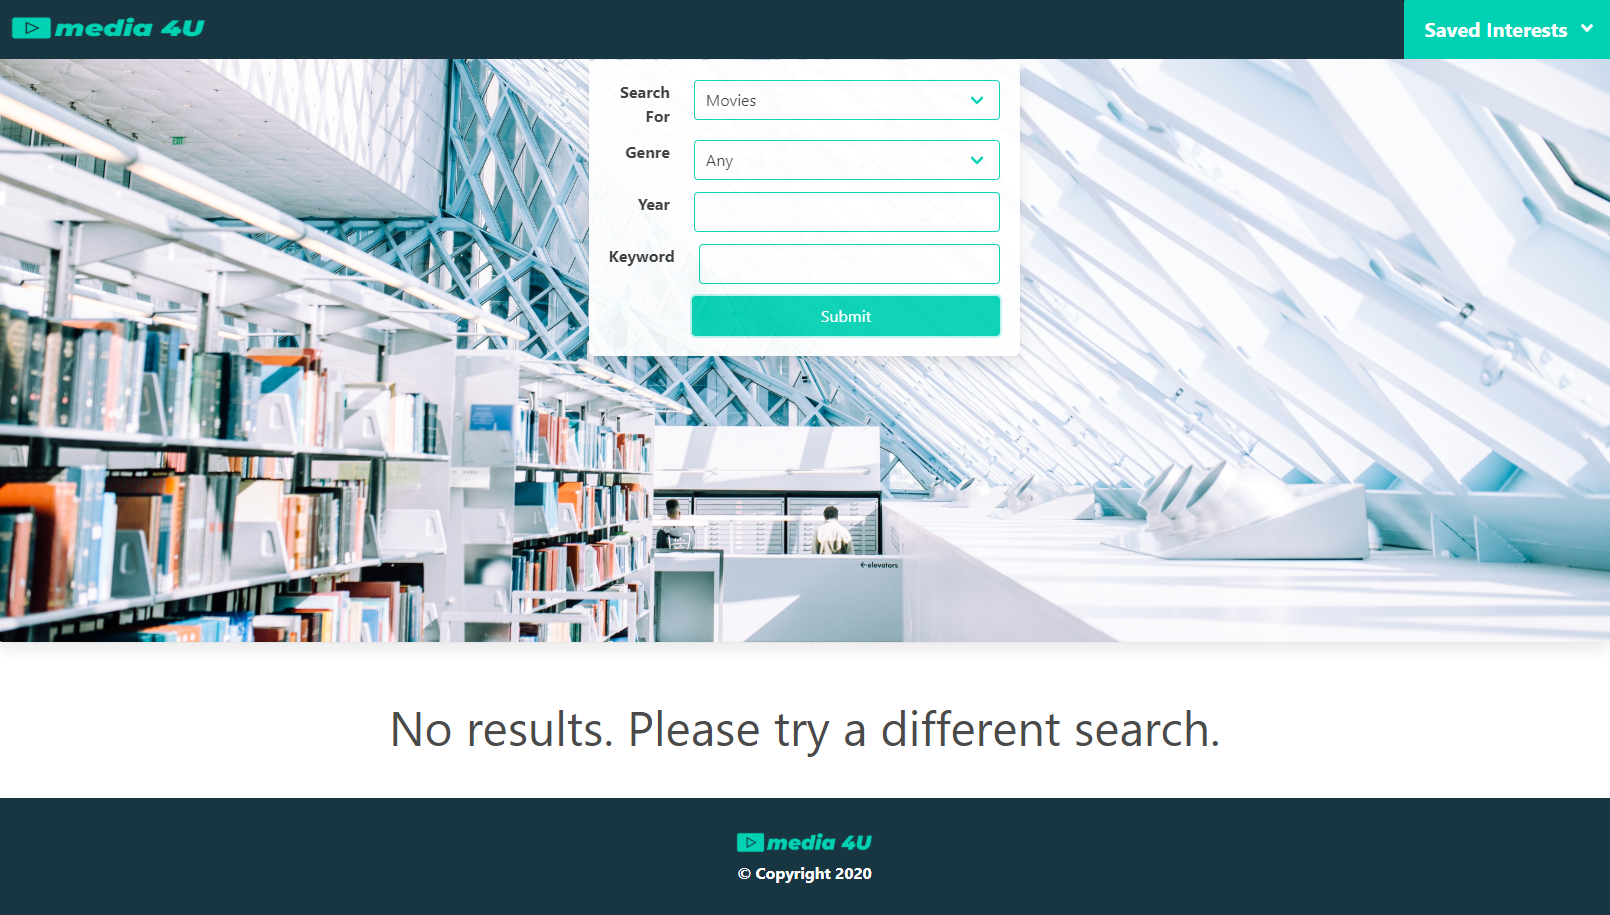 media 4U
Saved Interests
Search
For
Movies
Genre
Any
Year
Keyword
Submit
EXIT
←elevators
No results. Please try a different search.
media 4U
© Copyright 2020